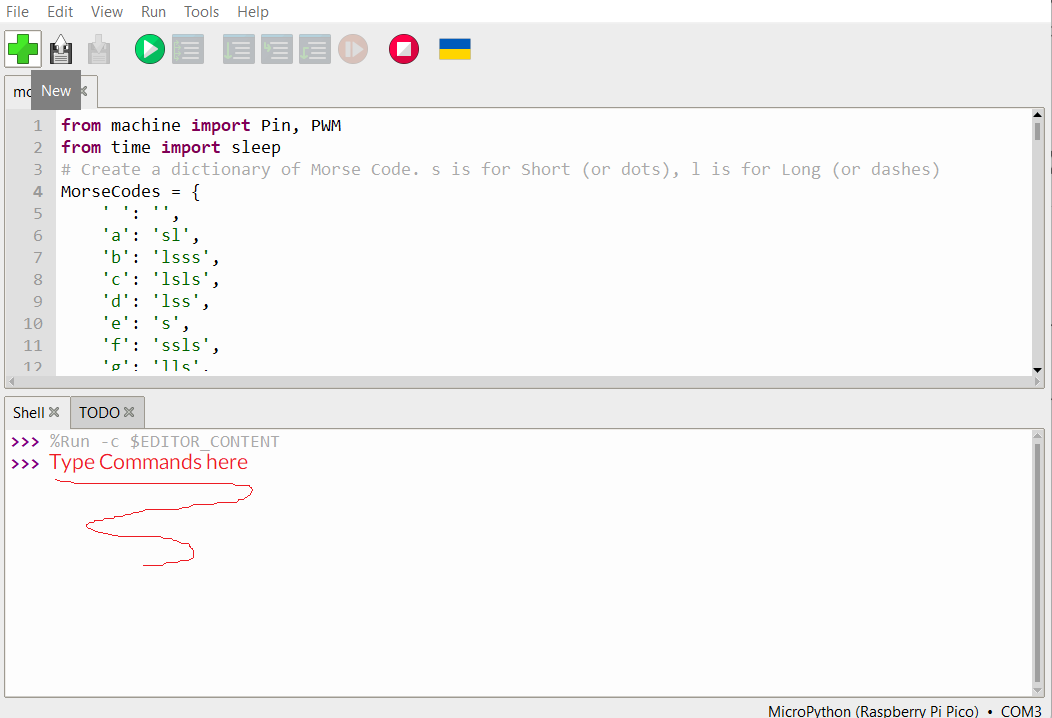 File Edit View Run Tools Help
New
1 from machine import Pin, PWM
2 from time import sleep
3 # Create a dictionary of Morse Code. s is for Short (or dots), l is for Long (or dashes)
4 MorseCodes = {
5 ' ': '',
6 'a': 'sl',
7 'b': 'lsss',
8 'c': 'lsls',
9 'd': 'lss',
10 'e': 's',
11 'f': 'ssls',
12 'g': 'lls',
Shell TODO
>>> %Run -c $EDITOR_CONTENT
>>> Type Commands here
MicroPython (Raspberry Pi Pico) • COM3